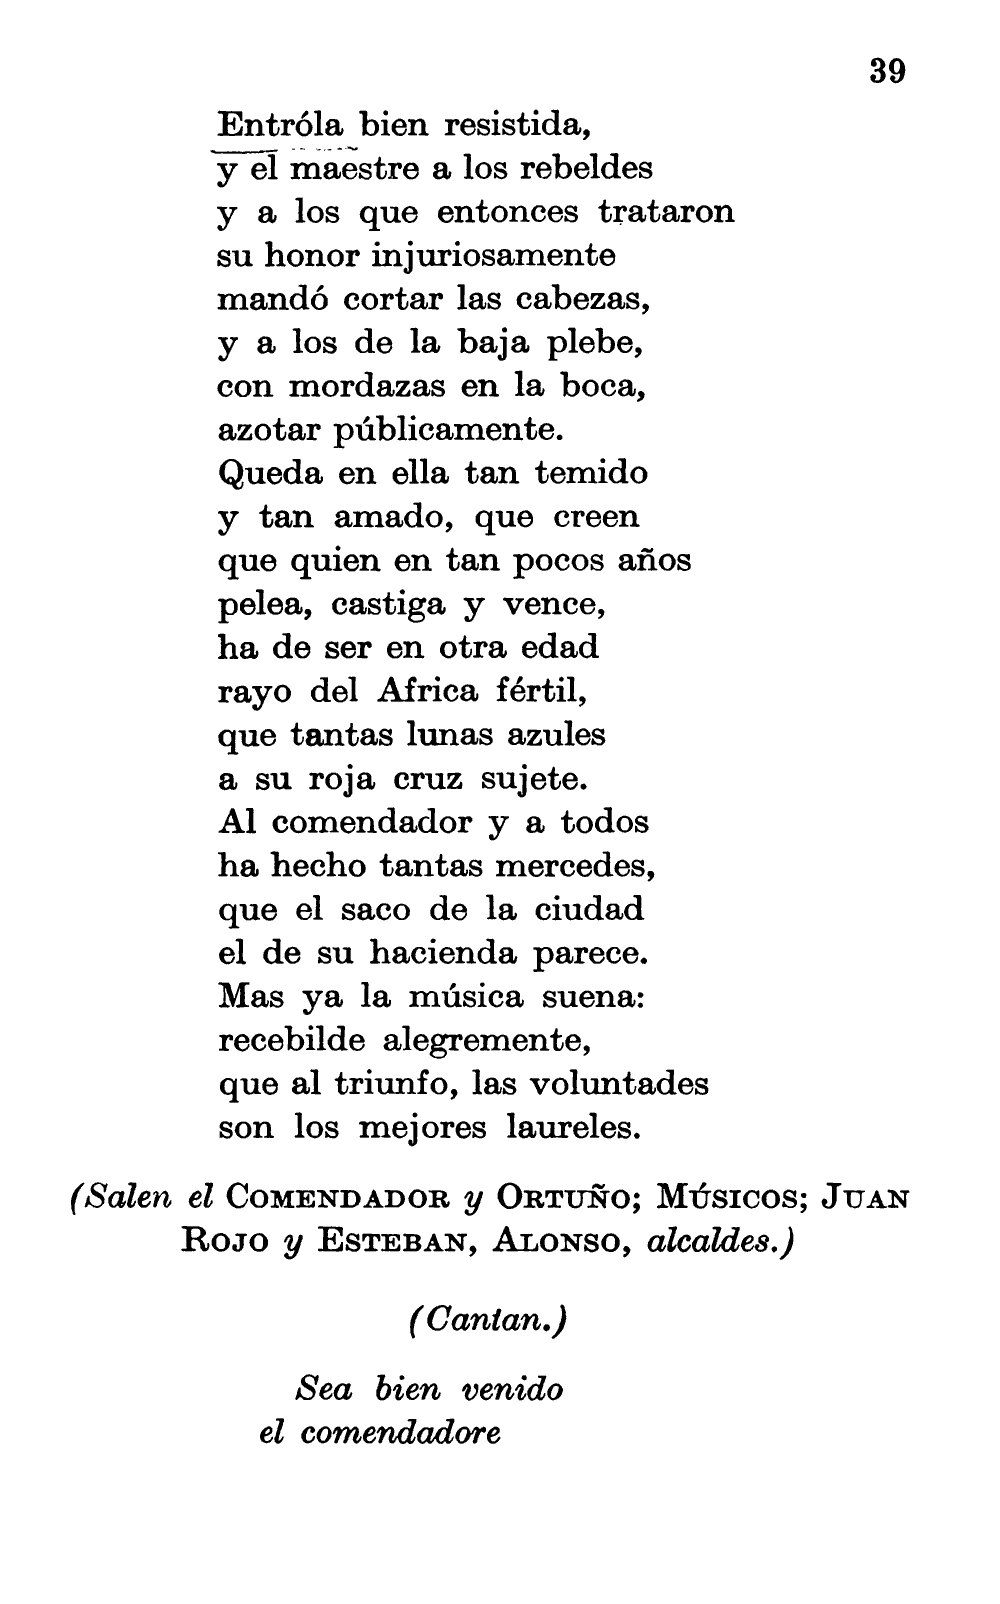 39
Entróla bien resistida,
y el maestre a los rebeldes
y a los que entonces trataron
su honor injuriosamente
mandó cortar las cabezas,
y a los de la baja plebe,
con mordazas en la boca,
azotar públicamente.
Queda en ella tan temido
y tan amado, que creen
que quien en tan pocos años
pelea, castiga y vence,
ha de ser en otra edad
rayo del Africa fértil,
que tantas lunas azules
a su roja cruz sujete.
Al comendador y a todos
ha hecho tantas mercedes,
que el saco de la ciudad
el de su hacienda parece.
Mas ya la música suena:
recebilde alegremente,
que al triunfo, las voluntades
son los mejores laureles.
(Salen el COMENDADOR y ORTUÑO; MÚSICOS; JUAN
ROJO y ESTEBAN, ALONSO, alcaldes.)
(Cantan.)
Sea bien venido
el comendadore